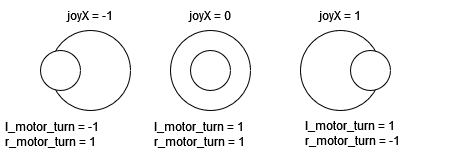 joyX = -1
joyX = 0
joyX = 1
l_motor_turn = -1
r_motor_turn = 1
l_motor_turn = 1
r_motor_turn = 1
l_motor_turn = 1
r_motor_turn = -1